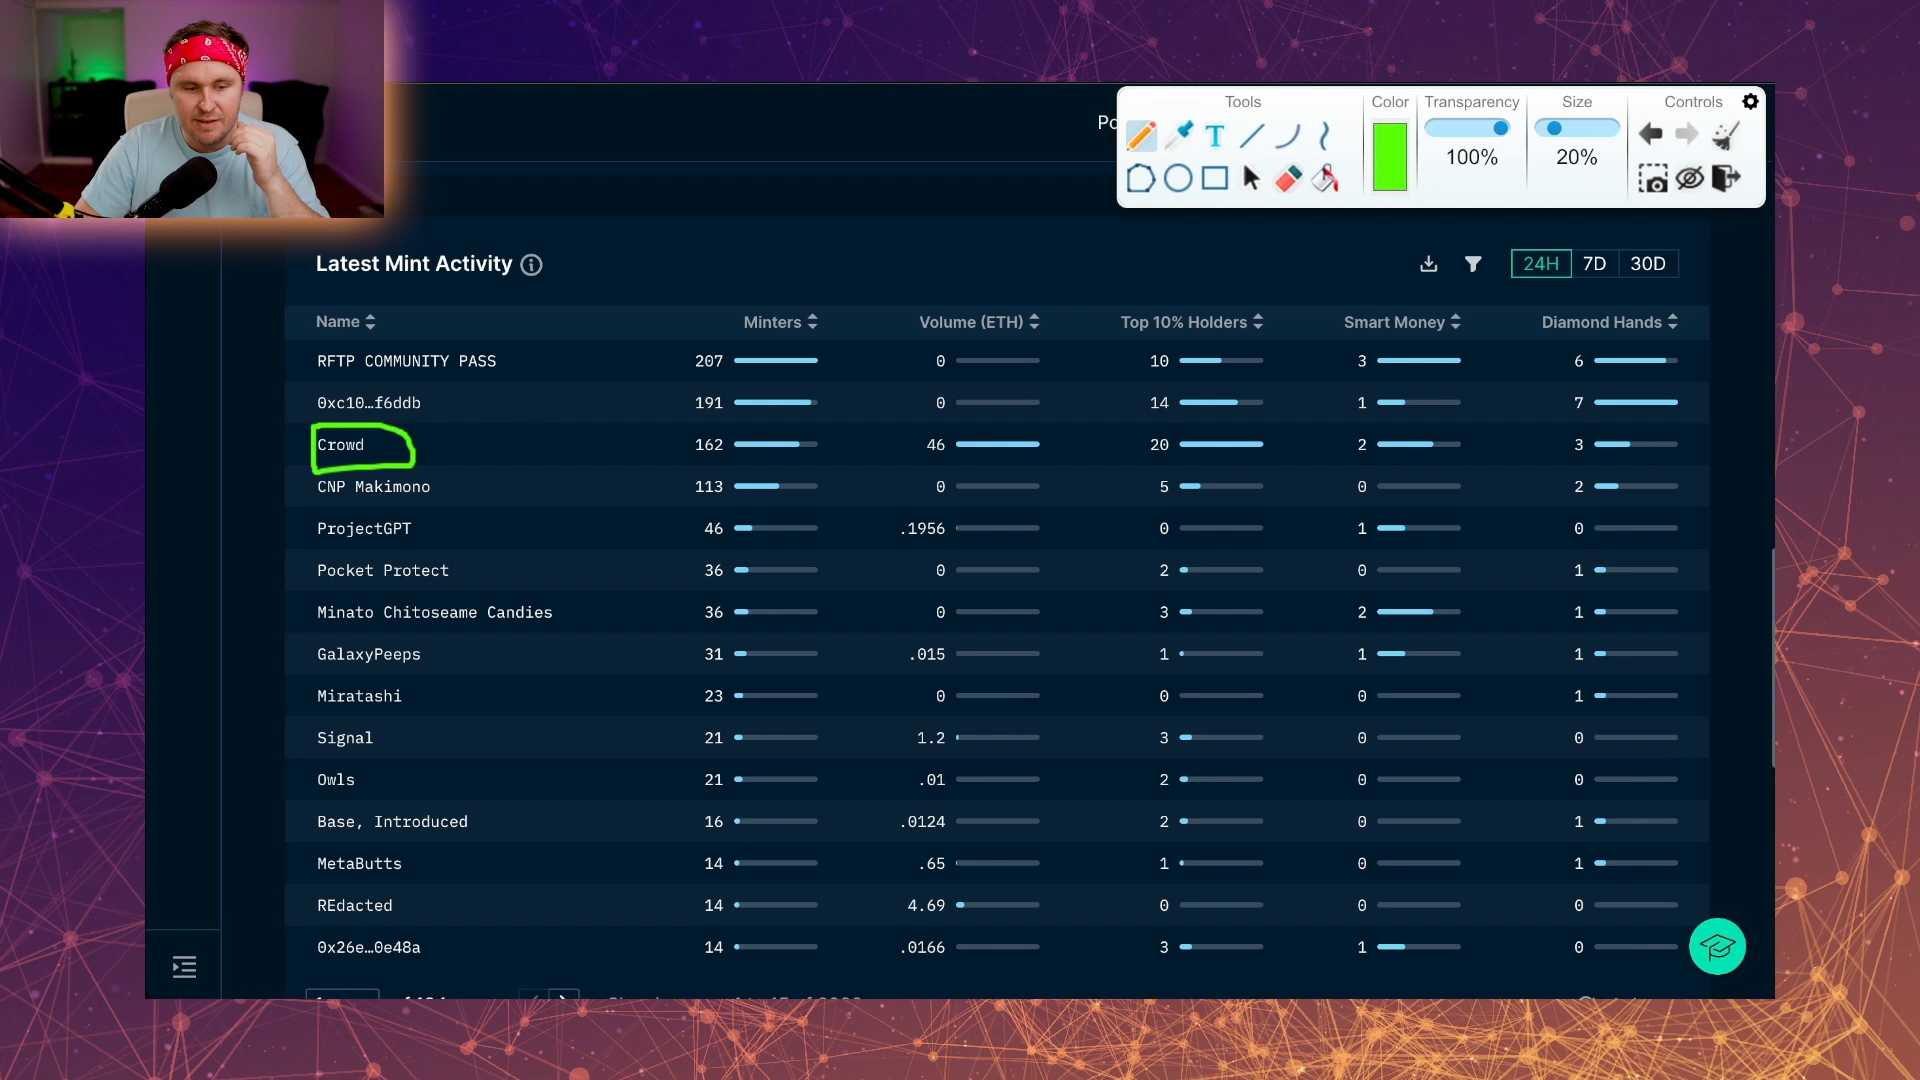 Po
Tools
Color
Transparency
Size
Controls
T
100%
20%
Latest Mint Activity
24H 7D 30D
Name Minters Volume (ETH) Top 10% Holders Smart Money Diamond Hands
RFTP COMMUNITY PASS 207 0 10 3 6
0xc10…f6ddb 191 0 14 1 7
Crowd 162 46 20 2 3
CNP Makimono 113 0 5 0 2
ProjectGPT 46 .1956 0 1 0
Pocket Protect 36 0 2 0 1
Minato Chitoseame Candies 36 0 3 2 1
GalaxyPeeps 31 .015 1 1 1
Miratashi 23 0 0 0 1
Signal 21 1.2 3 0 0
Owls 21 .01 2 0 0
Base, Introduced 16 .0124 2 0 1
MetaButts 14 .65 1 0 1
REdacted 14 4.69 0 0 0
0x26e…0e48a 14 .0166 3 1 0